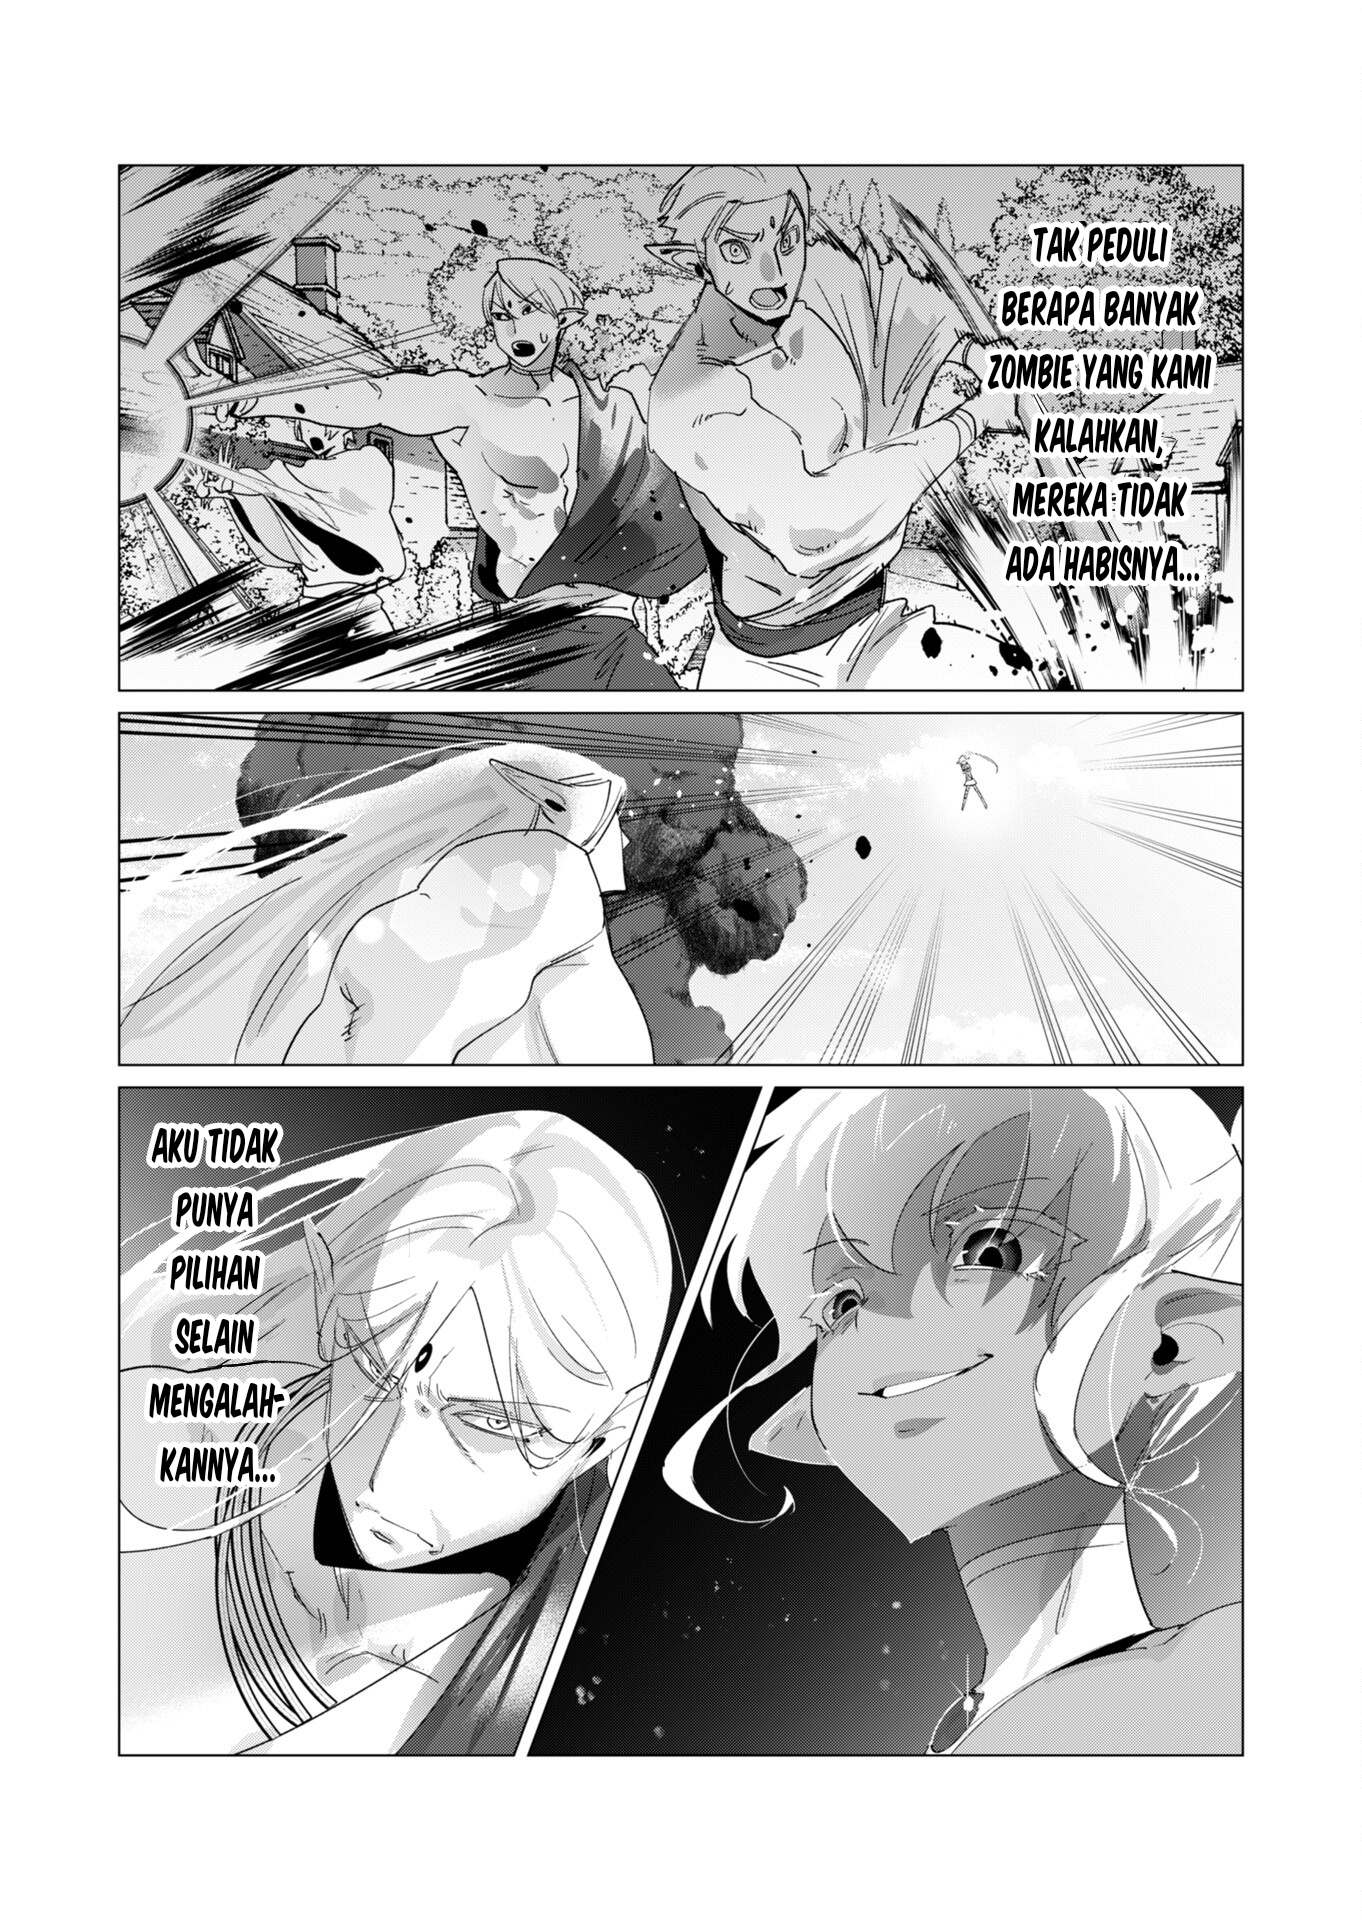 TAK PEDULI
BERAPA BANYAK
ZOMBIE YANG KAMI
KALAHKAN,
MEREKA TIDAK
ADA HABISNYA...
AKU TIDAK
PUNYA
PILIHAN
SELAIN
MENGALAH-
KANNYA...